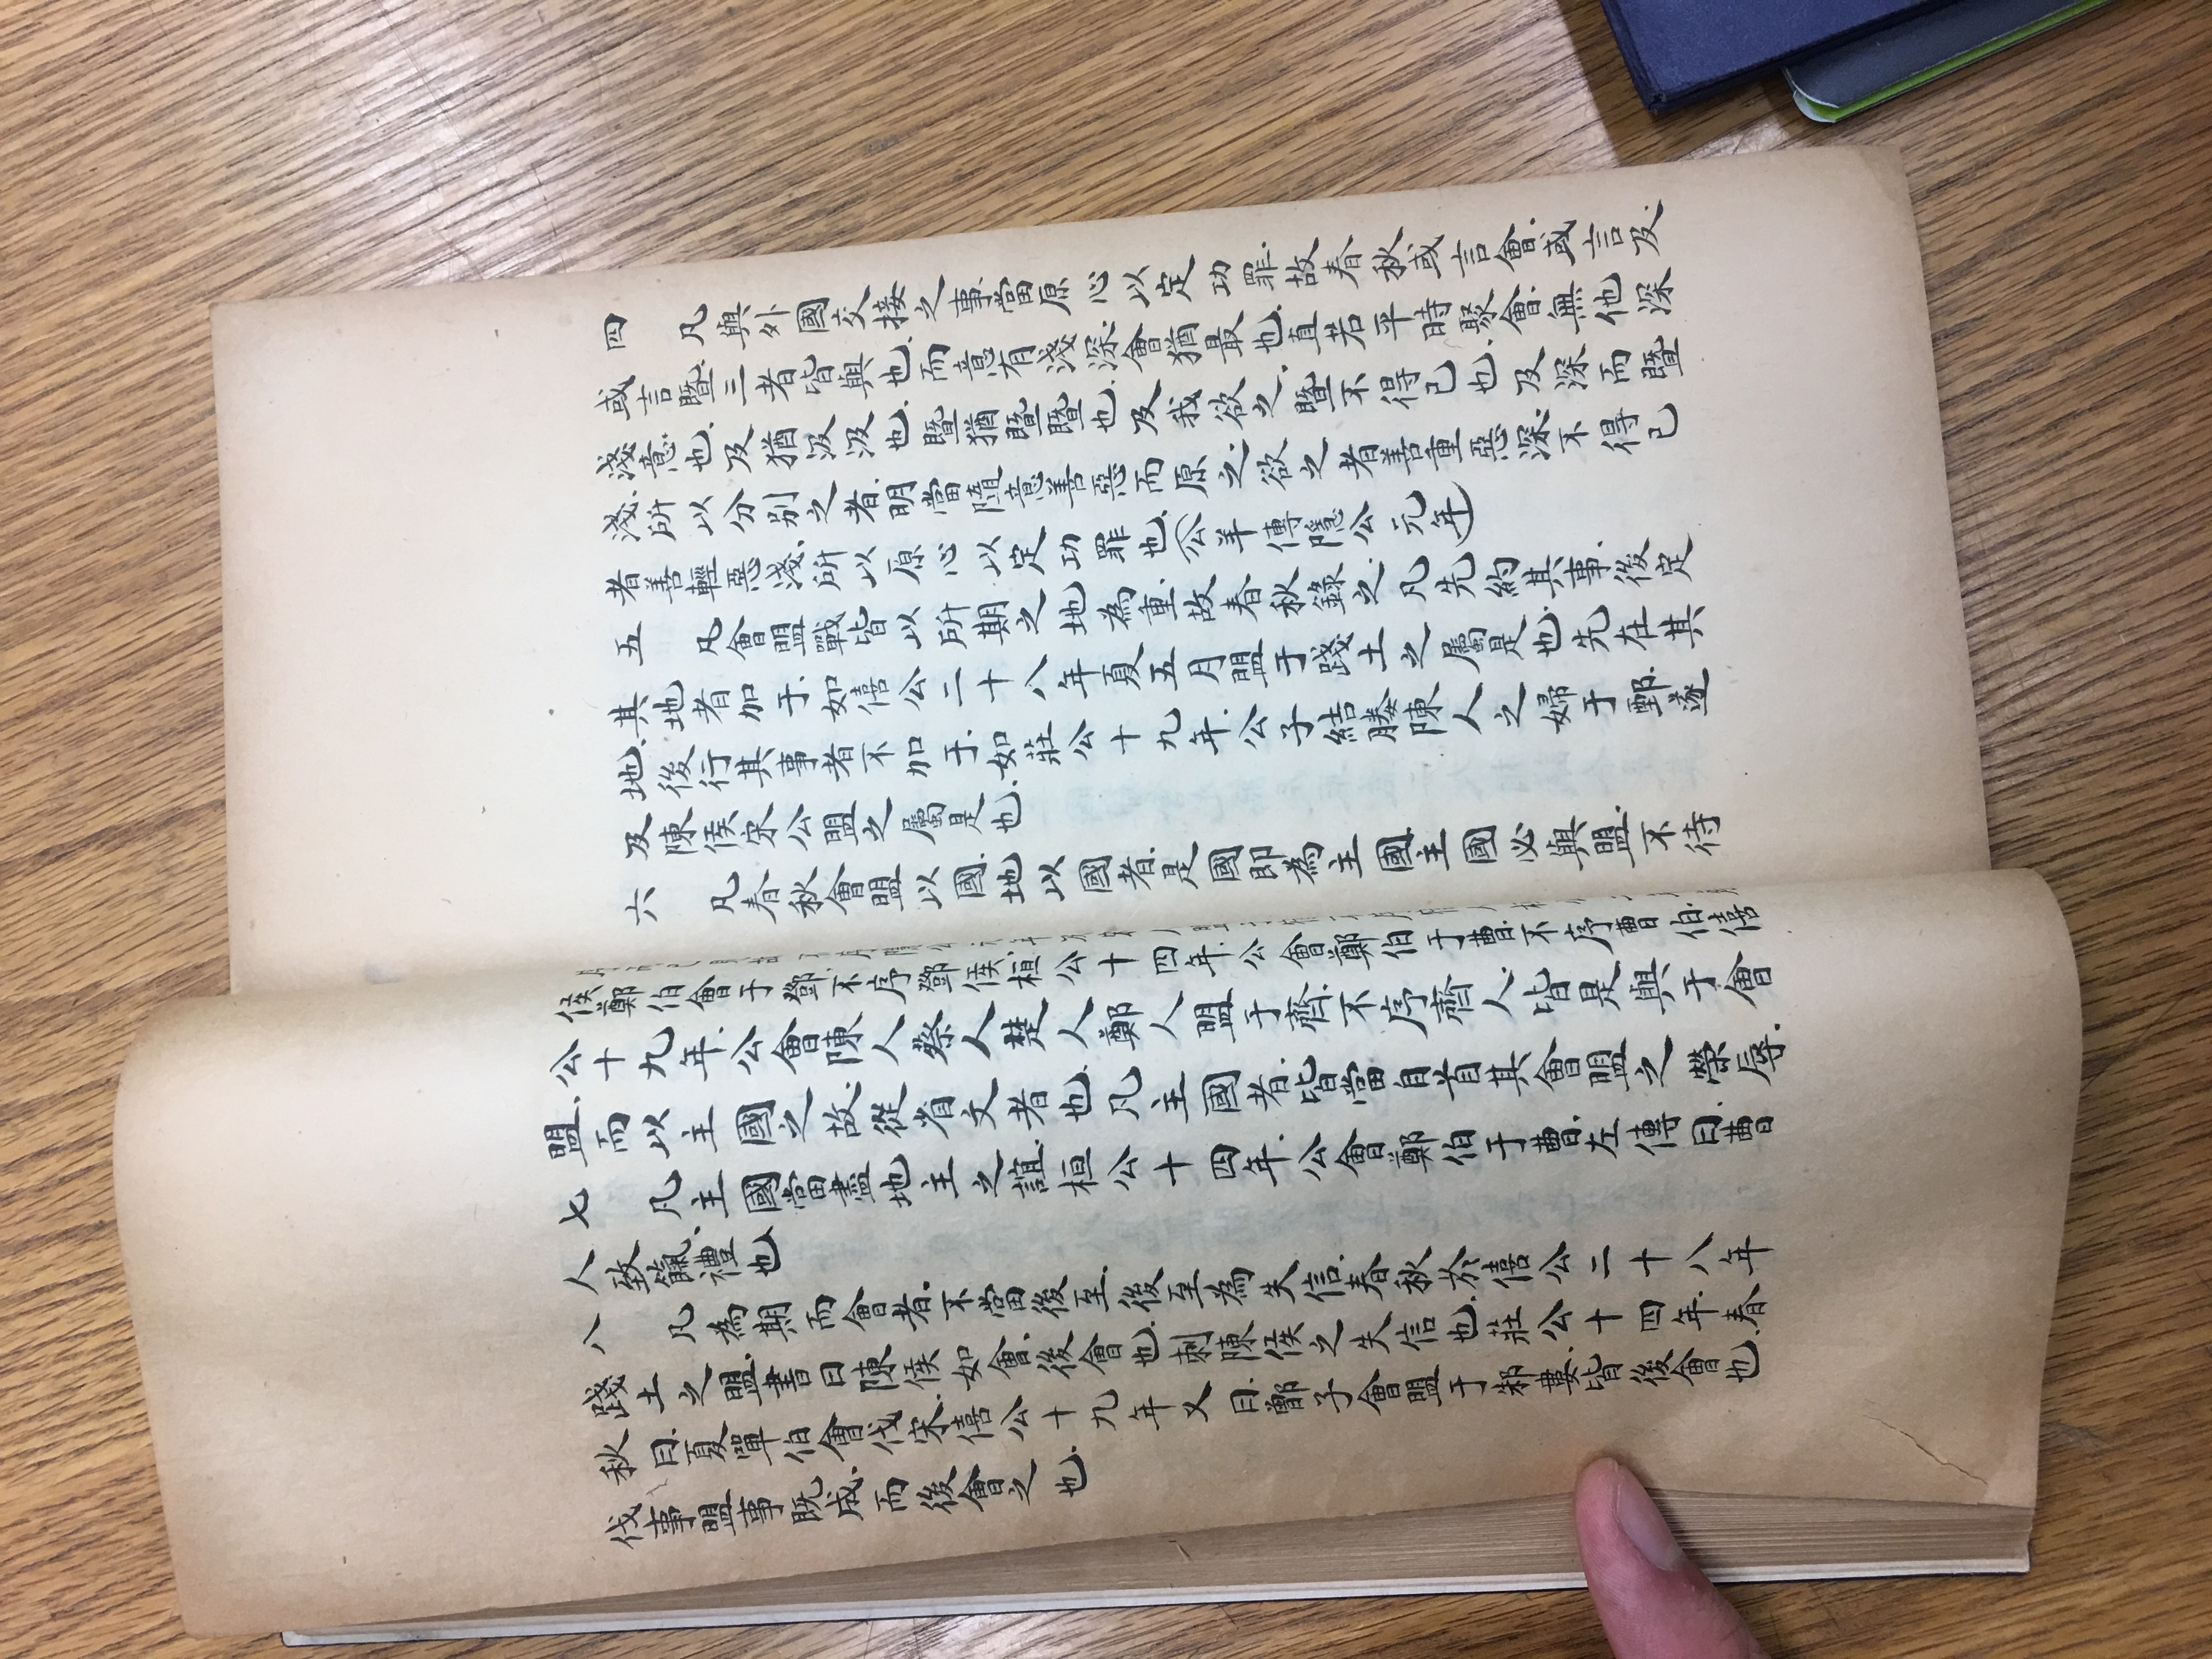 四　凡與外國交接之事.當原心以定功罪.故春秋或言會.或言及.
或言暨.三者皆與也.而意有淺深.會猶最也.直若平時聚會.無他深
淺意也.及猶汲汲也.暨猶暨暨也.及我欲之.暨不得已也.及深而暨
淺.所以分別之者.明當隨意善惡而原之.欲之者善重惡深.不得已
者善輕惡淺.所以原心以定功罪也.(公羊傳隱公元年)
五　凡會盟戰皆以所期之地為重.故春秋錄之.凡先約其事.後定
其地者加于.如僖公二十八年夏五月盟于踐土之屬是也.先在其
地.後行其事者不加于.如莊公十九年.公子結媵陳人之婦于鄄.遂
及陳侯宋公盟之屬是也.
六　凡春秋會盟以國.地以國者.是國即為主國.主國必與盟.不待
侯鄭伯會于鄧.不序鄧侯.桓公十四年.公會鄭伯于曹.不序曹伯.僖
公十九年.公會陳人蔡人楚人鄭人盟于齊.不序齊人.皆是與于會
盟.而以主國之故.從省文者也.凡主國者.皆當自首其會盟之榮辱.
七　凡主國當盡地主之誼.桓公十四年.公會鄭伯于曹.左傳曰曹
人致餼.禮也
八　凡為期而會者.不當後至.後至為失信.春秋於僖公二十八年
踐土之盟.書曰陳侯如會.後會也.刺陳侯之失信也.莊公十四年.春
秋曰.夏單伯會伐宋.僖公十九年又曰.鄫子會盟于邾婁.皆後會也.
伐事盟事既成.而後會之也.